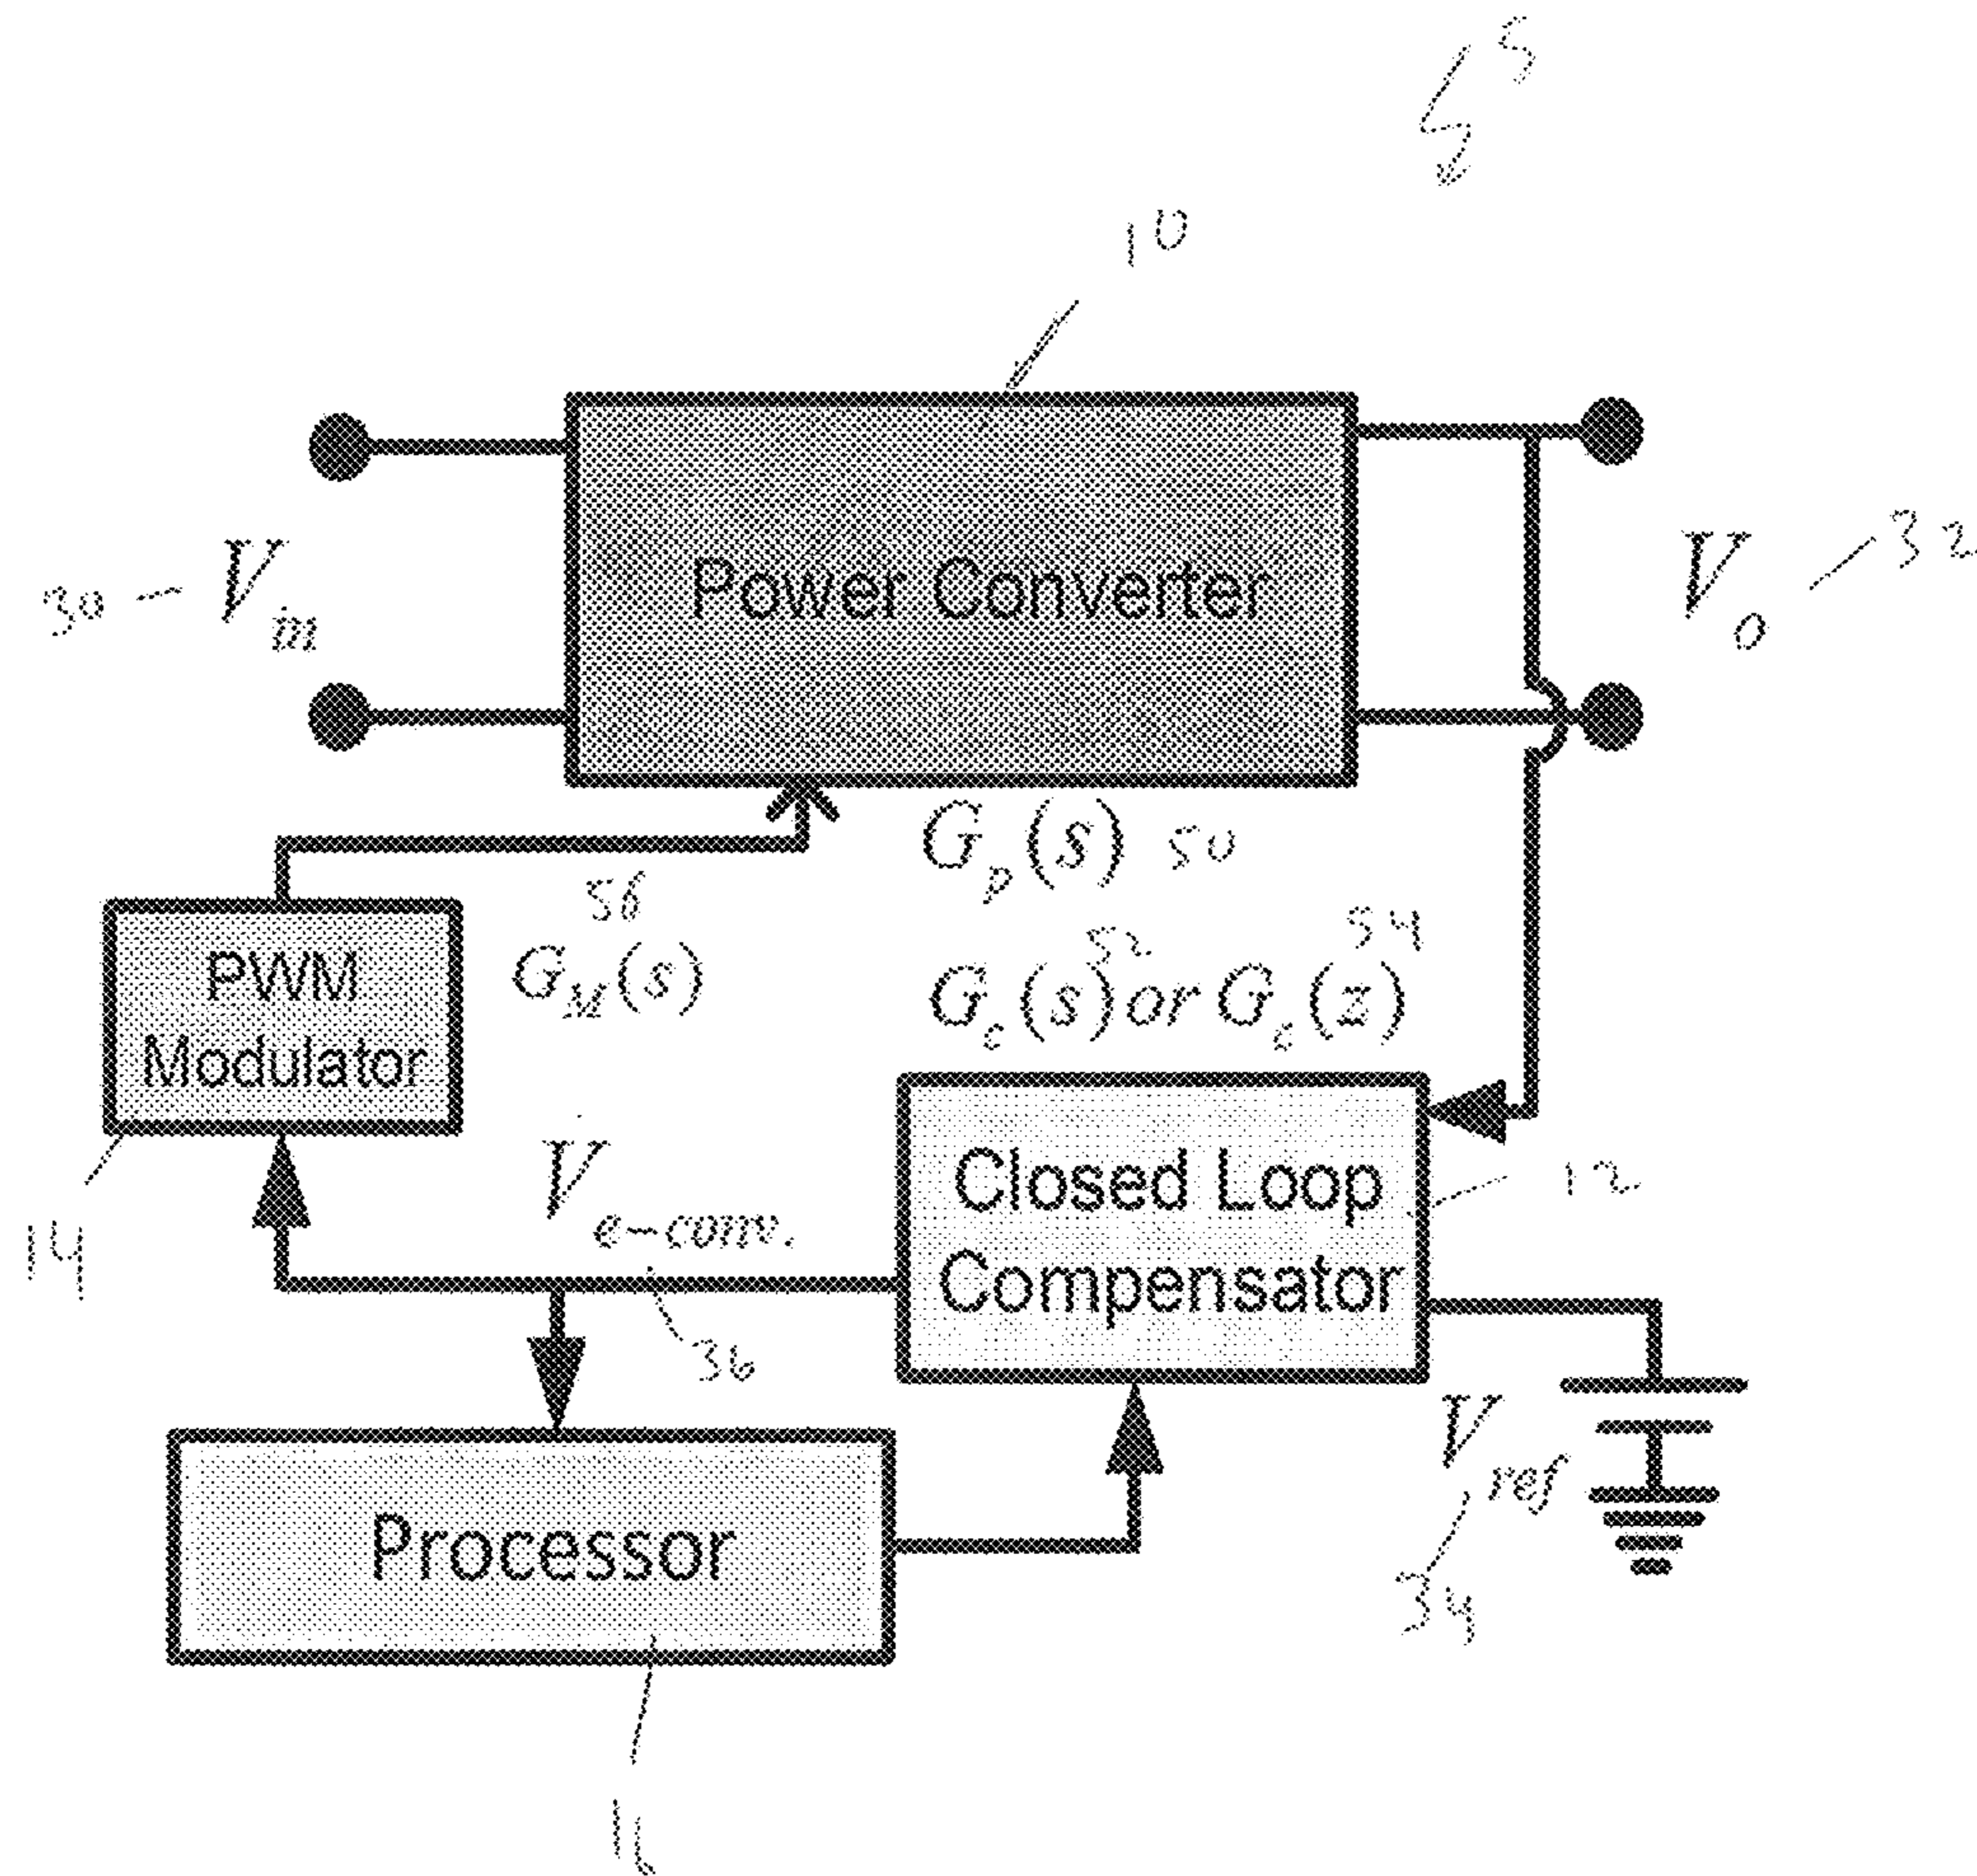 5
10
Power Converter
30
V_in
V_o
32
G_p(s) 50
56
G_M(s)
52
54
G_c(s) or G_c(z)
PWM
Modulator
14
V_e-conv.
36
Closed Loop
Compensator
12
V_ref
34
Processor
16